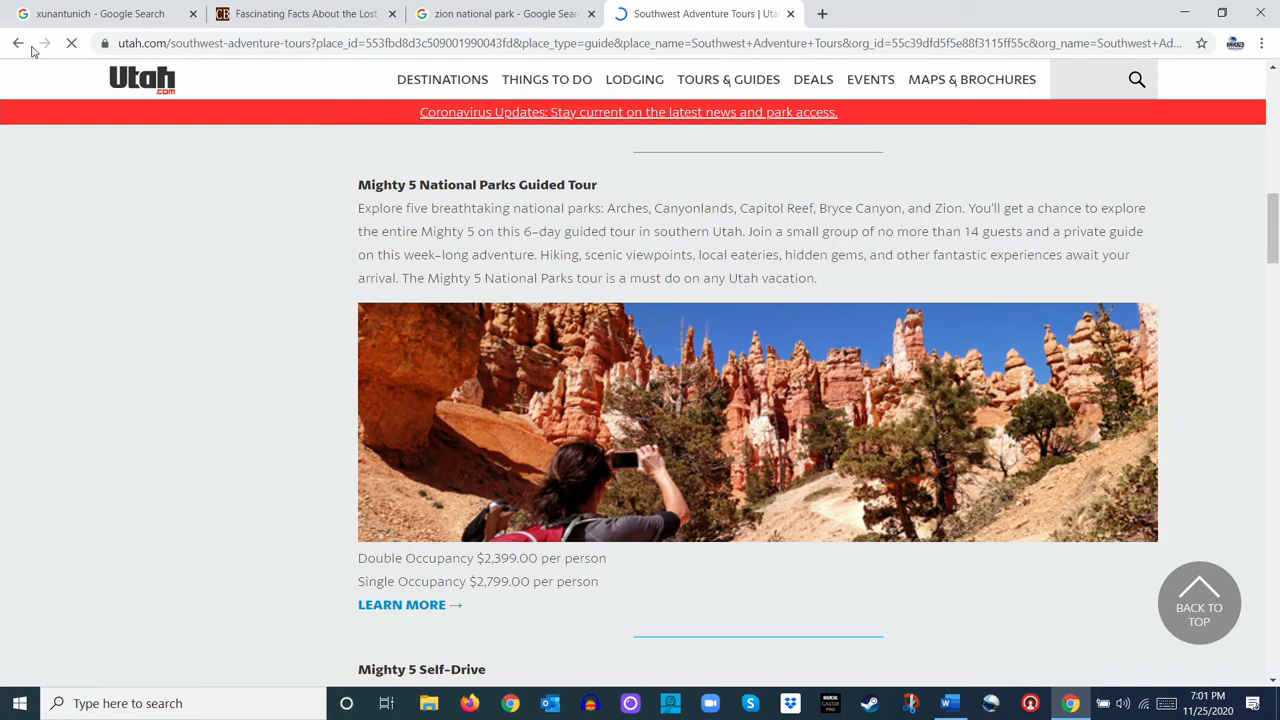 xunantunich - Google Search
Fascinating Facts About the Lost
zion national park - Google Sear
Southwest Adventure Tours | Uta
utah.com/southwest-adventure-tours?place_id=553fbd8d3c509001990043fd&place_type=guide&place_name=Southwest+Adventure+Tours&org_id=55c39dfd5f5e88f3115ff55c&org_name=Southwest+Ad...
Utah.com
DESTINATIONS
THINGS TO DO
LODGING
TOURS & GUIDES
DEALS
EVENTS
MAPS & BROCHURES
Coronavirus Updates: Stay current on the latest news and park access.
Mighty 5 National Parks Guided Tour
Explore five breathtaking national parks: Arches, Canyonlands, Capitol Reef, Bryce Canyon, and Zion. You'll get a chance to explore
the entire Mighty 5 on this 6-day guided tour in southern Utah. Join a small group of no more than 14 guests and a private guide
on this week-long adventure. Hiking, scenic viewpoints, local eateries, hidden gems, and other fantastic experiences await your
arrival. The Mighty 5 National Parks tour is a must do on any Utah vacation.
Double Occupancy $2,399.00 per person
Single Occupancy $2,799.00 per person
LEARN MORE →
BACK TO
TOP
Mighty 5 Self-Drive
Type here to search
7:01 PM
11/25/2020